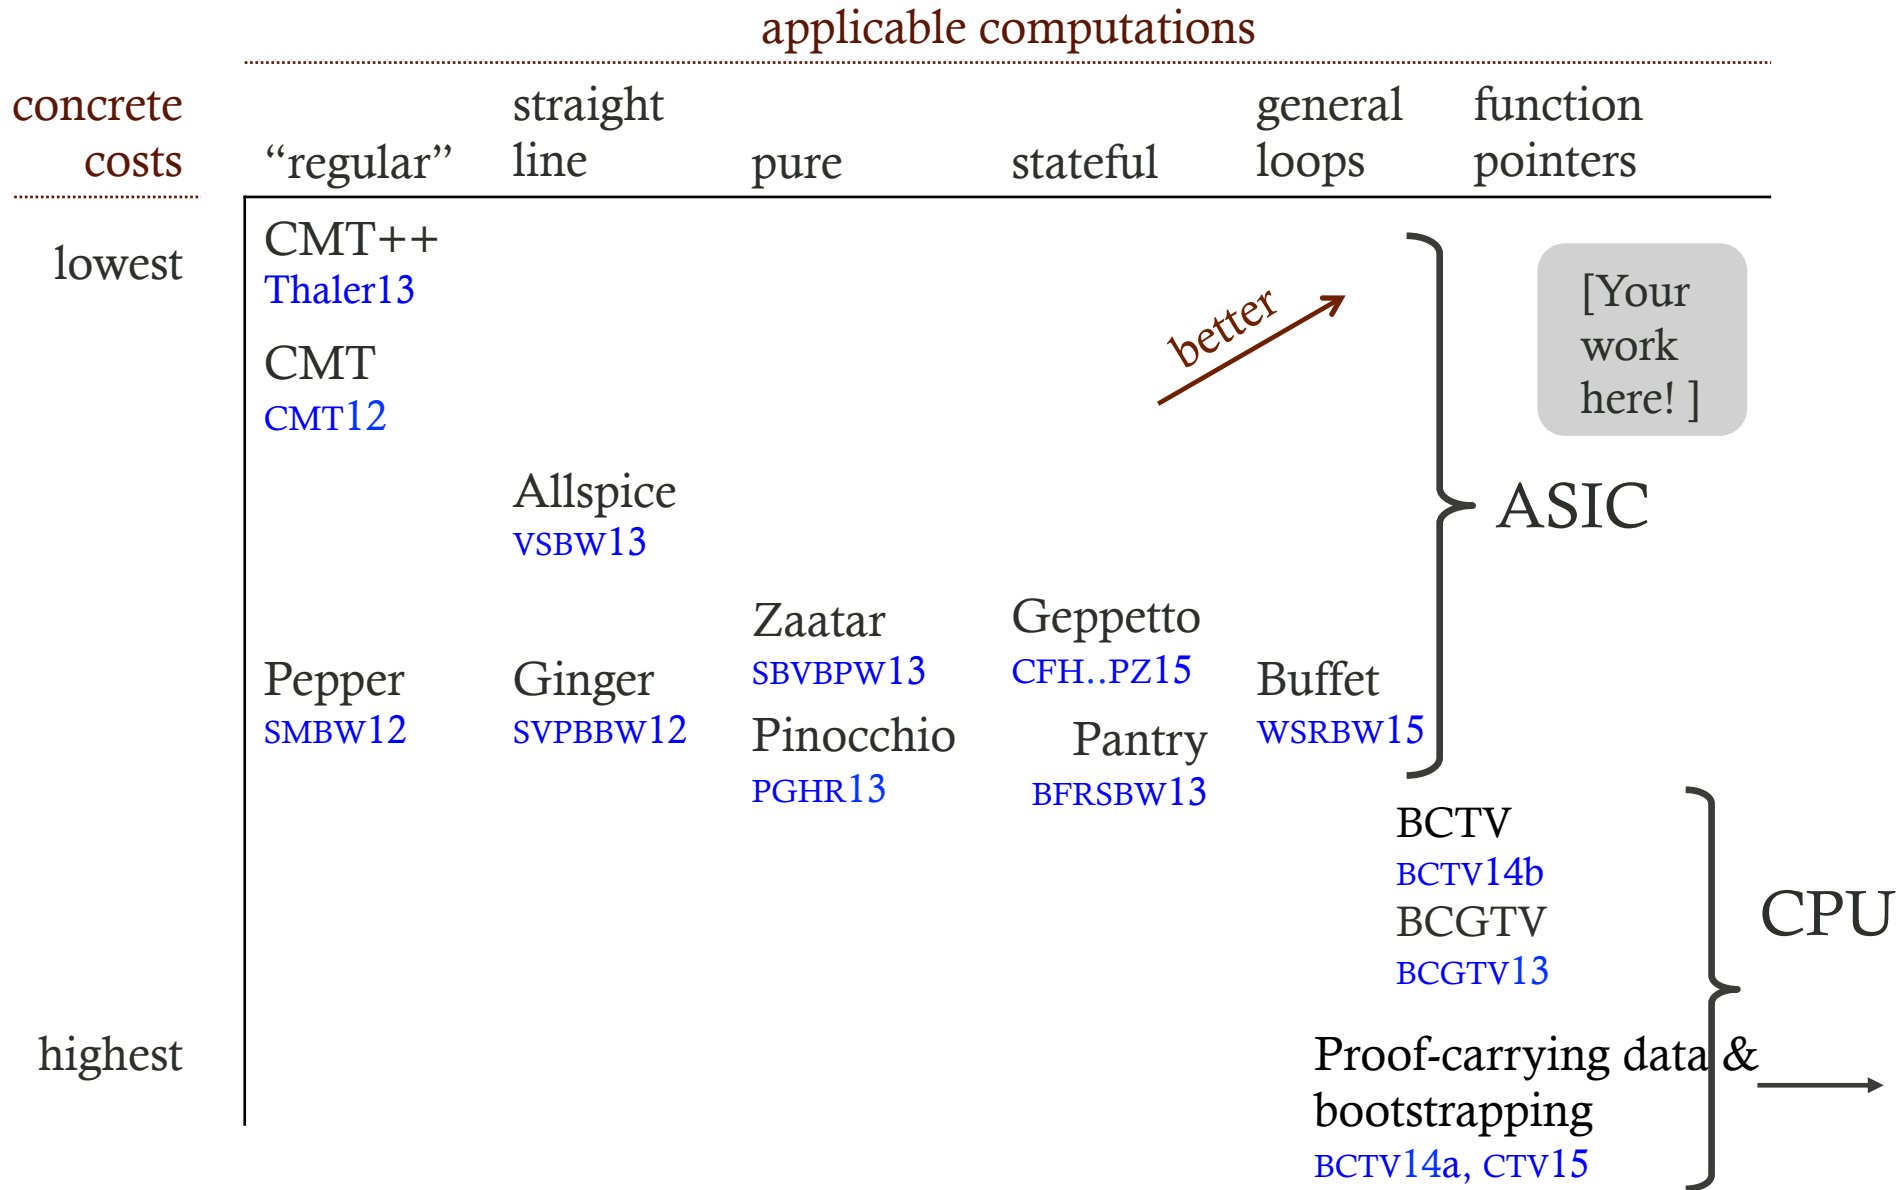 applicable computations
concrete costs
“regular”
straight line
pure
stateful
general loops
function pointers
lowest
CMT++
Thaler13
better
[Your
work
here! ]
CMT
CMT12
Allspice
VSBW13
ASIC
Pepper
SMBW12
Ginger
SVPBBW12
Zaatar
SBVBPW13
Pinocchio
PGHR13
Geppetto
CFH..PZ15
Pantry
BFRSBW13
Buffet
WSRBW15
BCTV
BCTV14b
BCGTV
BCGTV13
CPU
highest
Proof-carrying data &
bootstrapping
BCTV14a, CTV15